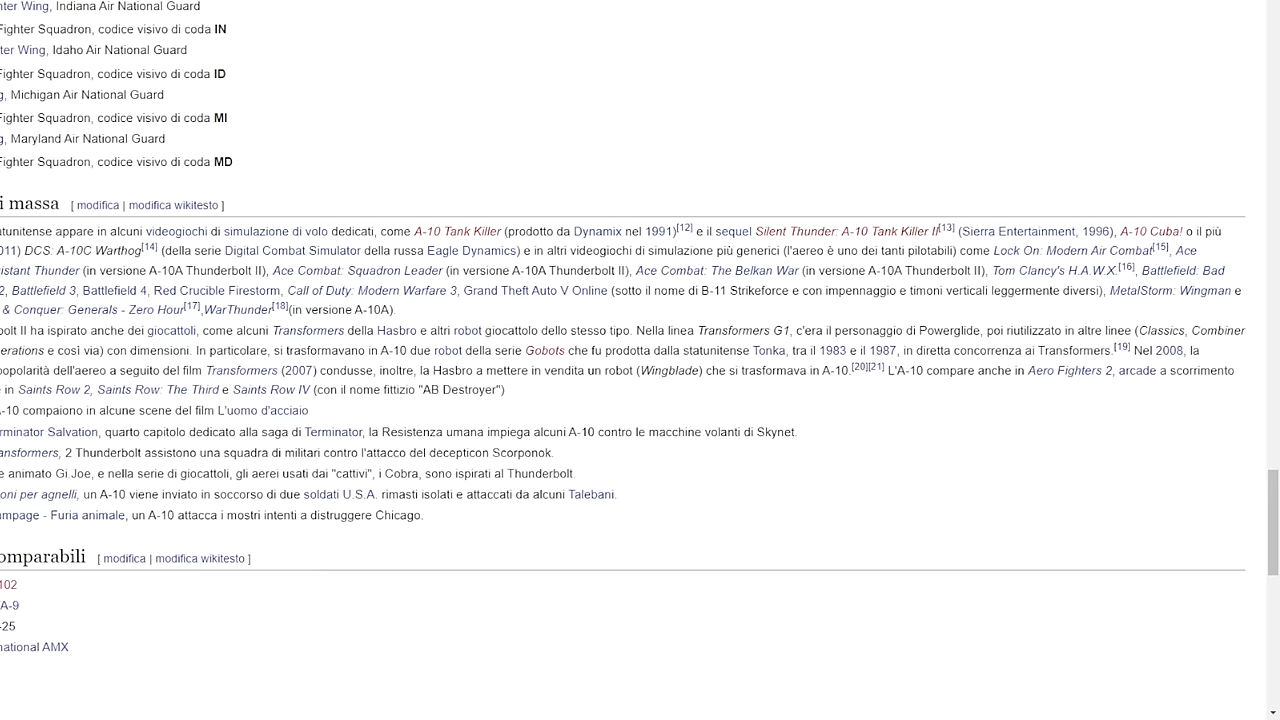 nter Wing, Indiana Air National Guard
Fighter Squadron, codice visivo di coda IN
ter Wing, Idaho Air National Guard
Fighter Squadron, codice visivo di coda ID
g, Michigan Air National Guard
Fighter Squadron, codice visivo di coda MI
g, Maryland Air National Guard
Fighter Squadron, codice visivo di coda MD
i massa [ modifica | modifica wikitesto ]
atunitense appare in alcuni videogiochi di simulazione di volo dedicati, come A-10 Tank Killer (prodotto da Dynamix nel 1991)[12] e il sequel Silent Thunder: A-10 Tank Killer II[13] (Sierra Entertainment, 1996), A-10 Cuba! o il più
011) DCS: A-10C Warthog[14] (della serie Digital Combat Simulator della russa Eagle Dynamics) e in altri videogiochi di simulazione più generici (l'aereo è uno dei tanti pilotabili) come Lock On: Modern Air Combat[15], Ace
istant Thunder (in versione A-10A Thunderbolt II), Ace Combat: Squadron Leader (in versione A-10A Thunderbolt II), Ace Combat: The Belkan War (in versione A-10A Thunderbolt II), Tom Clancy's H.A.W.X.[16], Battlefield: Bad
2, Battlefield 3, Battlefield 4, Red Crucible Firestorm, Call of Duty: Modern Warfare 3, Grand Theft Auto V Online (sotto il nome di B-11 Strikeforce e con impennaggio e timoni verticali leggermente diversi), MetalStorm: Wingman e
& Conquer: Generals - Zero Hour[17],WarThunder[18](in versione A-10A).
bolt II ha ispirato anche dei giocattoli, come alcuni Transformers della Hasbro e altri robot giocattolo dello stesso tipo. Nella linea Transformers G1, c'era il personaggio di Powerglide, poi riutilizzato in altre linee (Classics, Combiner
erations e così via) con dimensioni. In particolare, si trasformavano in A-10 due robot della serie Gobots che fu prodotta dalla statunitense Tonka, tra il 1983 e il 1987, in diretta concorrenza ai Transformers.[19] Nel 2008, la
popolarità dell'aereo a seguito del film Transformers (2007) condusse, inoltre, la Hasbro a mettere in vendita un robot (Wingblade) che si trasformava in A-10.[20][21] L'A-10 compare anche in Aero Fighters 2, arcade a scorrimento
e in Saints Row 2, Saints Row: The Third e Saints Row IV (con il nome fittizio "AB Destroyer")
A-10 compaiono in alcune scene del film L'uomo d'acciaio
rminator Salvation, quarto capitolo dedicato alla saga di Terminator, la Resistenza umana impiega alcuni A-10 contro le macchine volanti di Skynet.
ansformers, 2 Thunderbolt assistono una squadra di militari contro l'attacco del decepticon Scorponok.
e animato Gi.Joe, e nella serie di giocattoli, gli aerei usati dai "cattivi", i Cobra, sono ispirati al Thunderbolt.
oni per agnelli, un A-10 viene inviato in soccorso di due soldati U.S.A. rimasti isolati e attaccati da alcuni Talebani.
ampage - Furia animale, un A-10 attacca i mostri intenti a distruggere Chicago.
omparabili [ modifica | modifica wikitesto ]
102
A-9
-25
national AMX